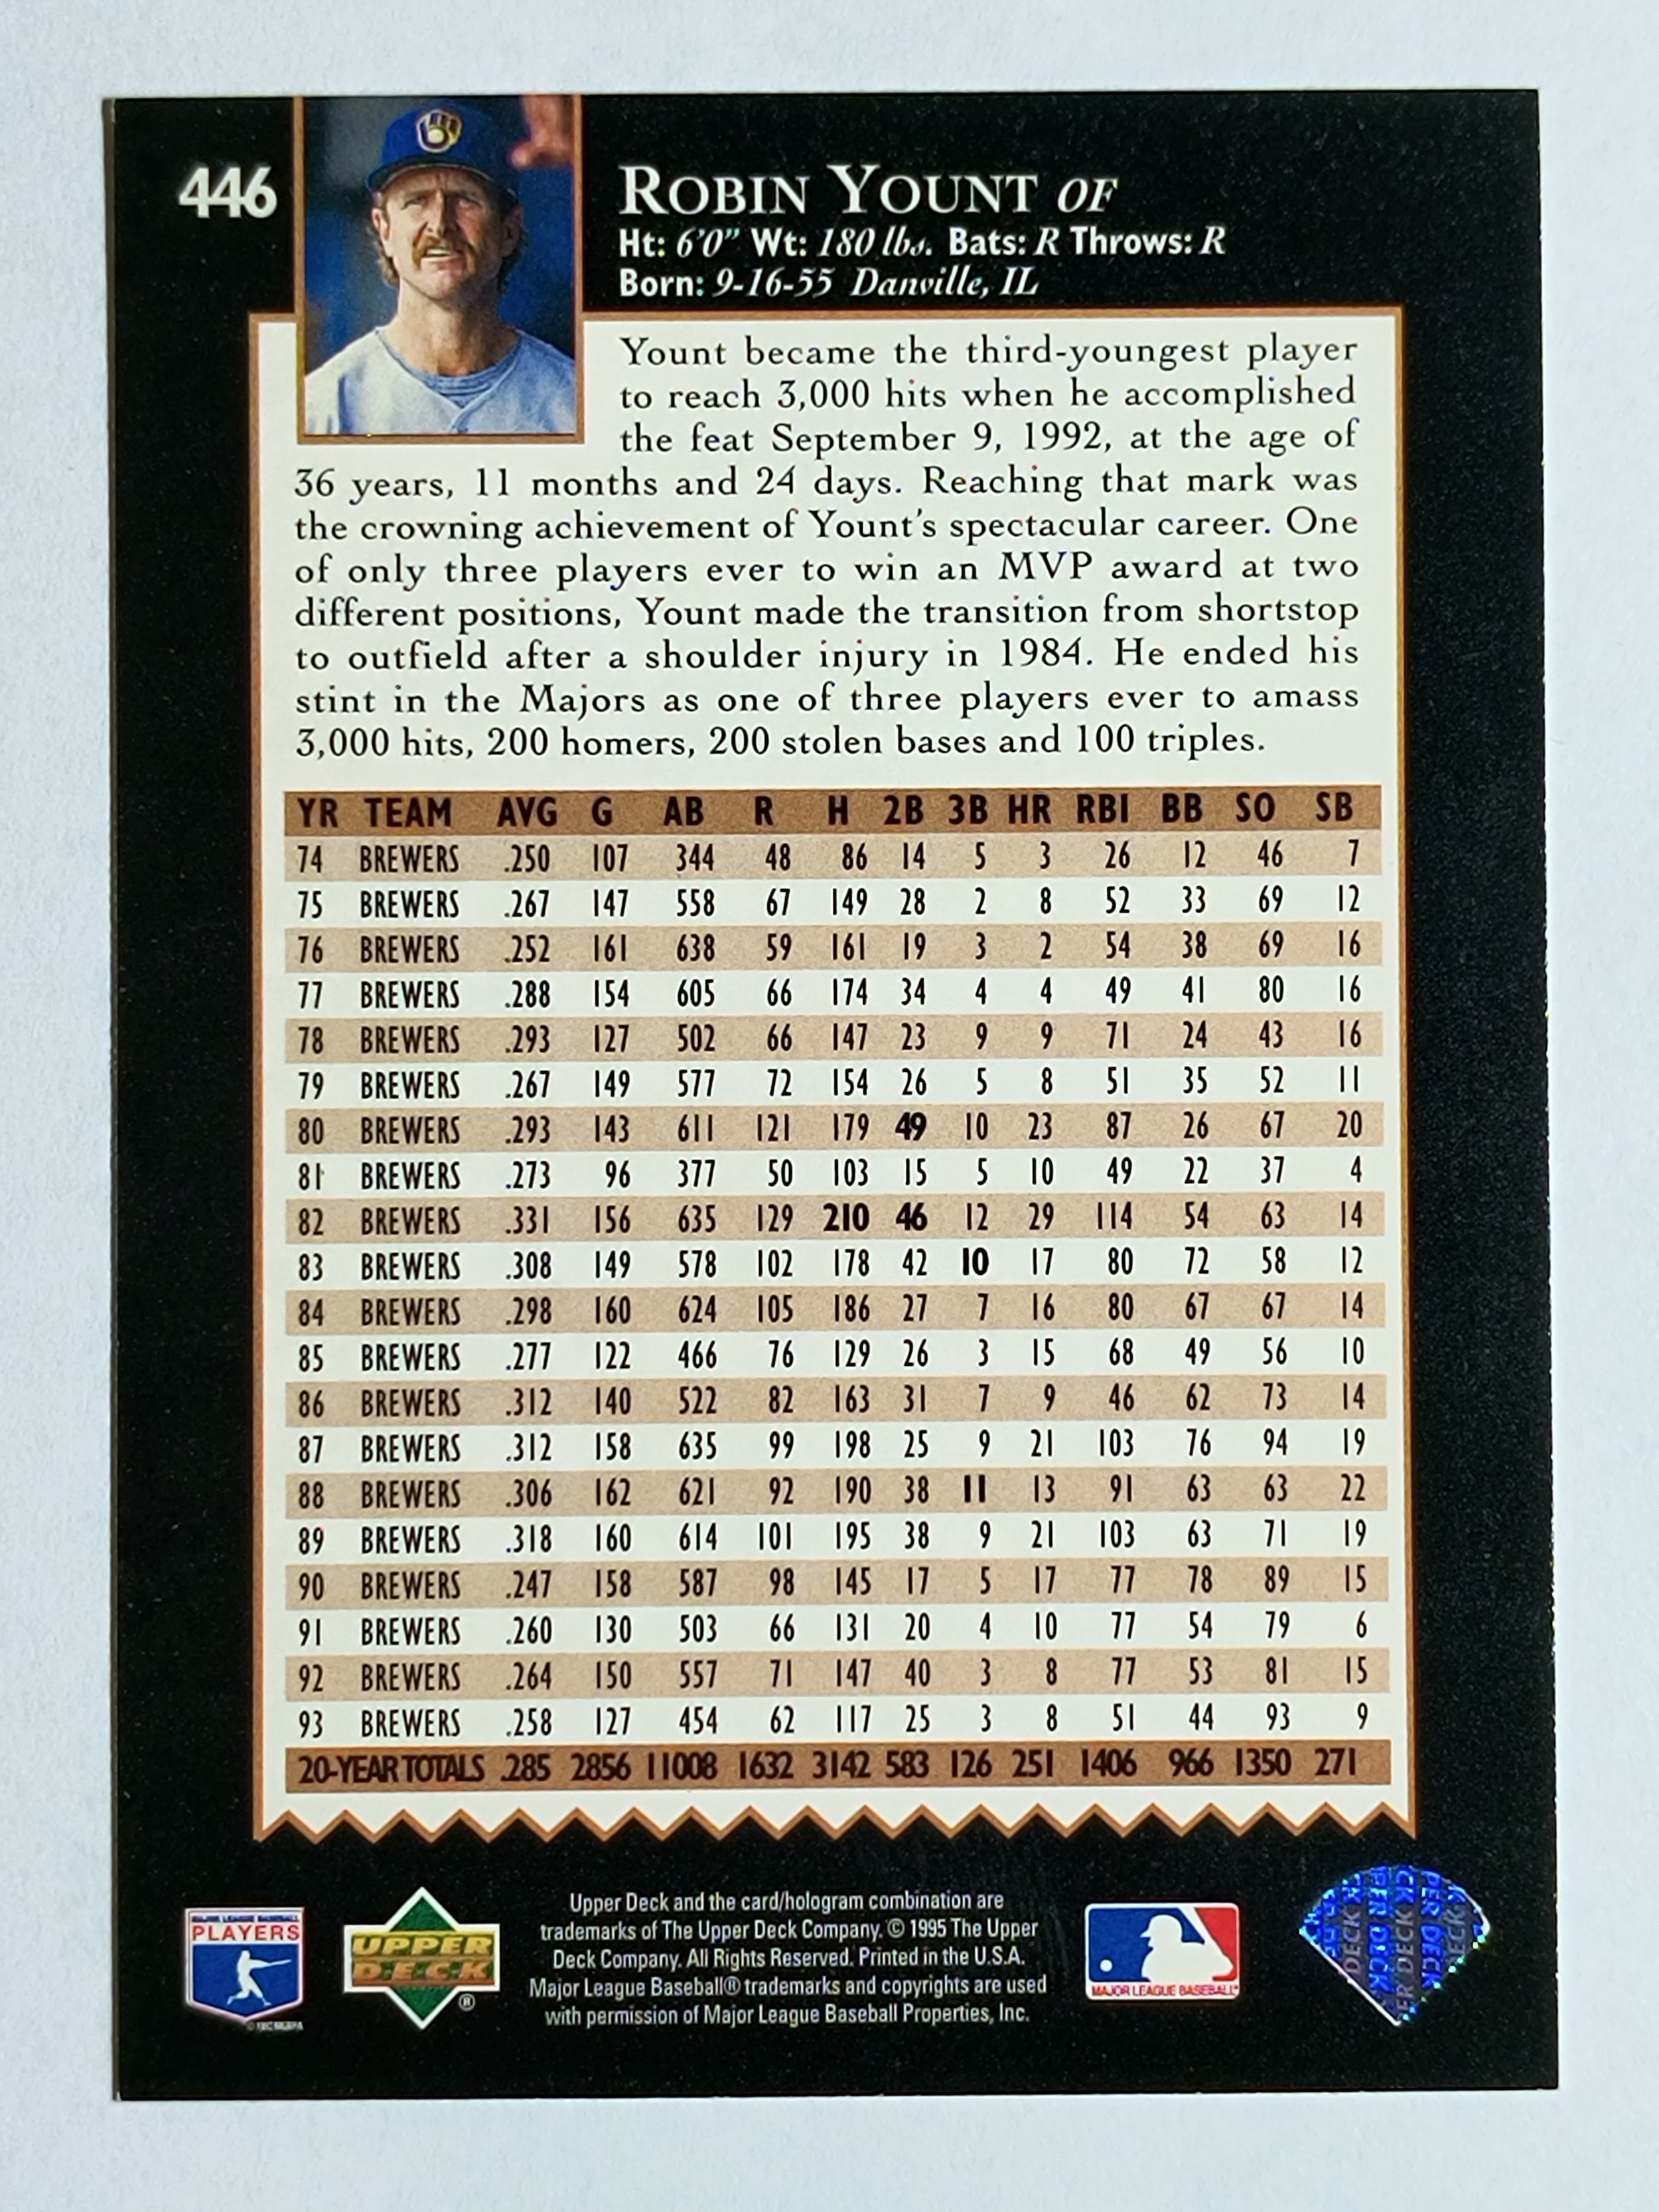 446
ROBIN YOUNT OF
Ht: 6'0" Wt: 180 lbs. Bats: R Throws: R
Born: 9-16-55 Danville, IL
Yount became the third-youngest player
to reach 3,000 hits when he accomplished
the feat September 9, 1992, at the age of
36 years, 11 months and 24 days. Reaching that mark was
the crowning achievement of Yount's spectacular career. One
of only three players ever to win an MVP award at two
different positions, Yount made the transition from shortstop
to outfield after a shoulder injury in 1984. He ended his
stint in the Majors as one of three players ever to amass
3,000 hits, 200 homers, 200 stolen bases and 100 triples.
YR TEAM AVG G AB R H 2B 3B HR RBI BB SO SB
74 BREWERS .250 107 344 48 86 14 5 3 26 12 46 7
75 BREWERS .267 147 558 67 149 28 2 8 52 33 69 12
76 BREWERS .252 161 638 59 161 19 3 2 54 38 69 16
77 BREWERS .288 154 605 66 174 34 4 4 49 41 80 16
78 BREWERS .293 127 502 66 147 23 9 9 71 24 43 16
79 BREWERS .267 149 577 72 154 26 5 8 51 35 52 11
80 BREWERS .293 143 611 121 179 49 10 23 87 26 67 20
81 BREWERS .273 96 377 50 103 15 5 10 49 22 37 4
82 BREWERS .331 156 635 129 210 46 12 29 114 54 63 14
83 BREWERS .308 149 578 102 178 42 10 17 80 72 58 12
84 BREWERS .298 160 624 105 186 27 7 16 80 67 67 14
85 BREWERS .277 122 466 76 129 26 3 15 68 49 56 10
86 BREWERS .312 140 522 82 163 31 7 9 46 62 73 14
87 BREWERS .312 158 635 99 198 25 9 21 103 76 94 19
88 BREWERS .306 162 621 92 190 38 11 13 91 63 63 22
89 BREWERS .318 160 614 101 195 38 9 21 103 63 71 19
90 BREWERS .247 158 587 98 145 17 5 17 77 78 89 15
91 BREWERS .260 130 503 66 131 20 4 10 77 54 79 6
92 BREWERS .264 150 557 71 147 40 3 8 77 53 81 15
93 BREWERS .258 127 454 62 117 25 3 8 51 44 93 9
20-YEAR TOTALS .285 2856 11008 1632 3142 583 126 251 1406 966 1350 271
MAJOR LEAGUE BASEBALL
PLAYERS
UPPER
DECK
®
Upper Deck and the card/hologram combination are
trademarks of The Upper Deck Company. © 1995 The Upper
Deck Company. All Rights Reserved. Printed in the U.S.A.
Major League Baseball® trademarks and copyrights are used
with permission of Major League Baseball Properties, Inc.
MAJOR LEAGUE BASEBALL
DECK
PER DECK
ER DECK
PER DECK
DECK